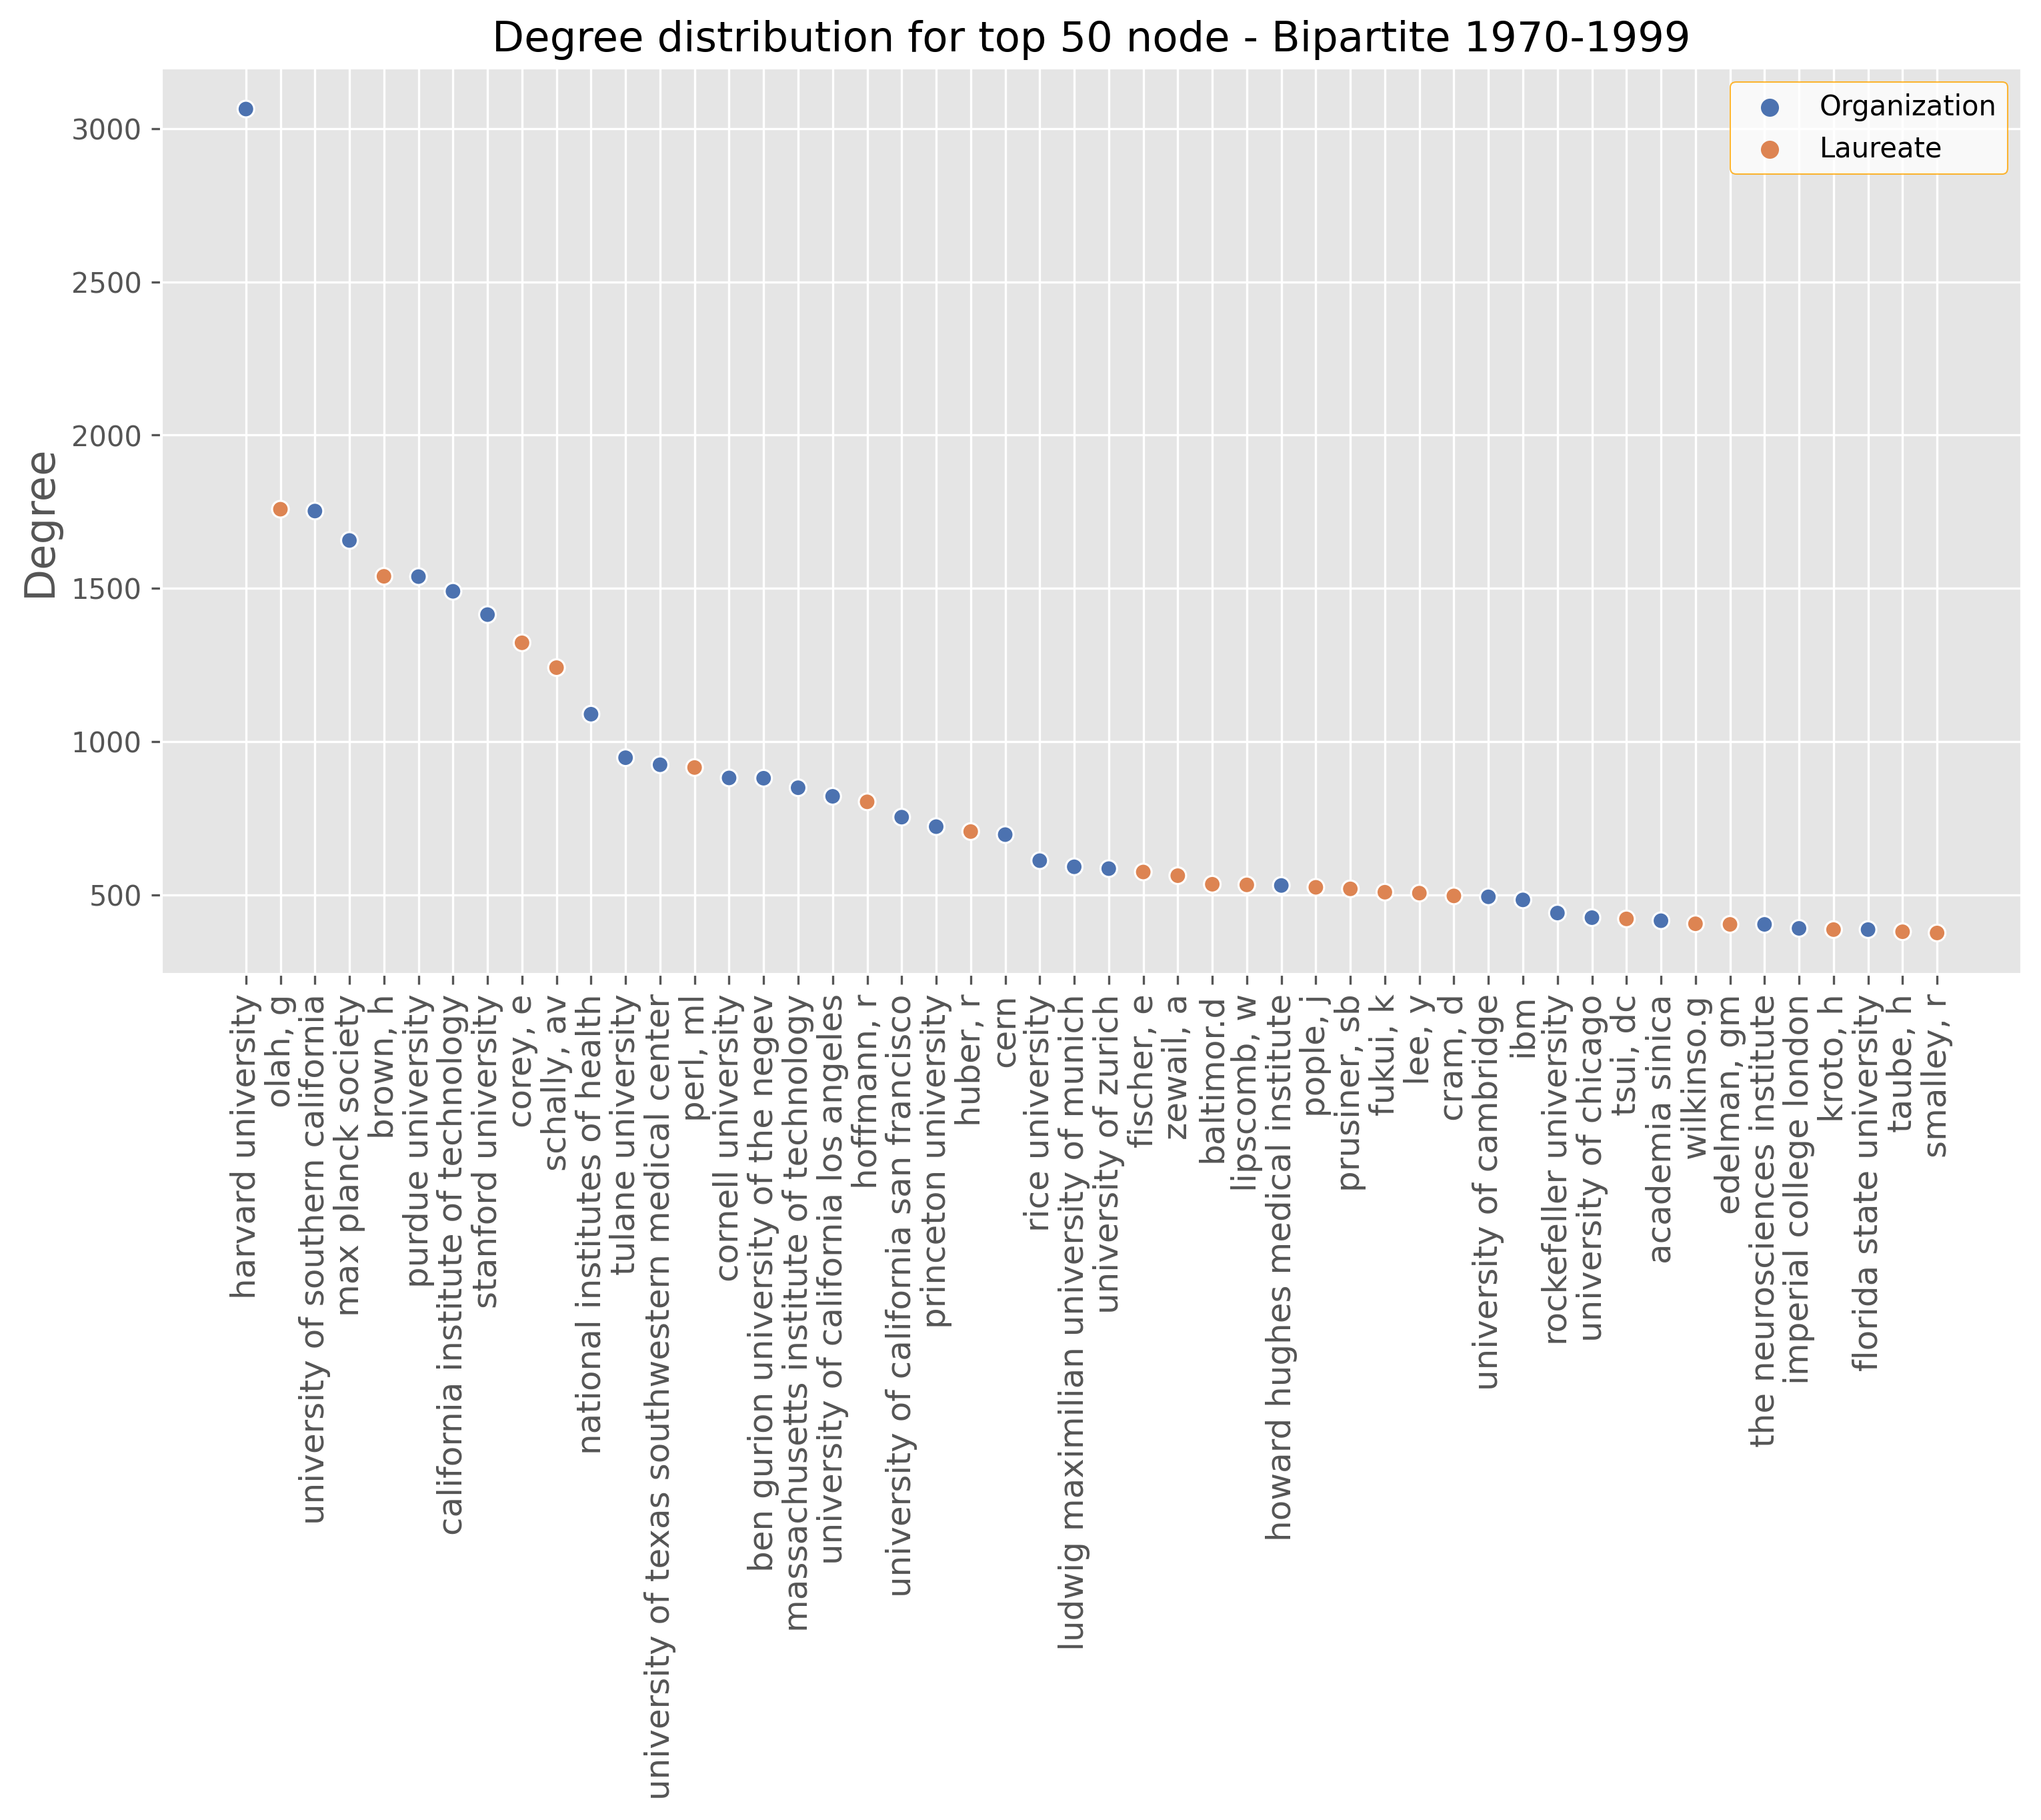 Degree distribution for top 50 node - Bipartite 1970-1999
Organization
Laureate
Degree
3000
2500
2000
1500
1000
500
harvard university
olah, g
university of southern california
max planck society
brown, h
purdue university
california institute of technology
stanford university
corey, e
schally, av
national institutes of health
tulane university
university of texas southwestern medical center
perl, ml
cornell university
ben gurion university of the negev
massachusetts institute of technology
university of california los angeles
hoffmann, r
university of california san francisco
princeton university
huber, r
cern
rice university
ludwig maximilian university of munich
university of zurich
fischer, e
zewail, a
baltimor.d
lipscomb, w
howard hughes medical institute
pople, j
prusiner, sb
fukui, k
lee, y
cram, d
university of cambridge
ibm
rockefeller university
university of chicago
tsui, dc
academia sinica
wilkinso.g
edelman, gm
the neurosciences institute
imperial college london
kroto, h
florida state university
taube, h
smalley, r